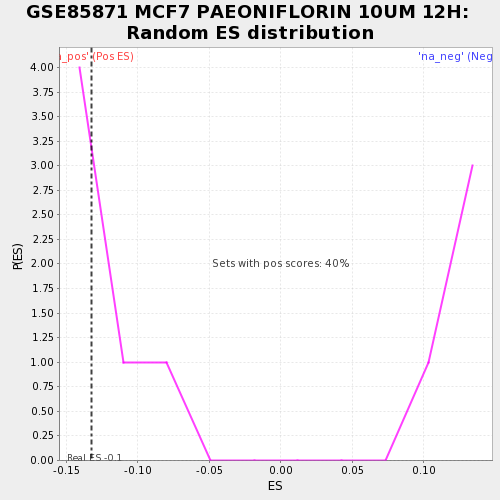 GSE85871 MCF7 PAEONIFLORIN 10UM 12H:
Random ES distribution
a_pos' (Pos ES)
'na_neg' (Neg
4.00
3.75
3.50
3.25
3.00
2.75
2.50
2.25
2.00
1.75
1.50
1.25
1.00
0.75
0.50
0.25
0.00
P(ES)
Sets with pos scores: 40%
Real ES -0.1
-0.15
-0.10
-0.05
0.00
0.05
0.10
ES